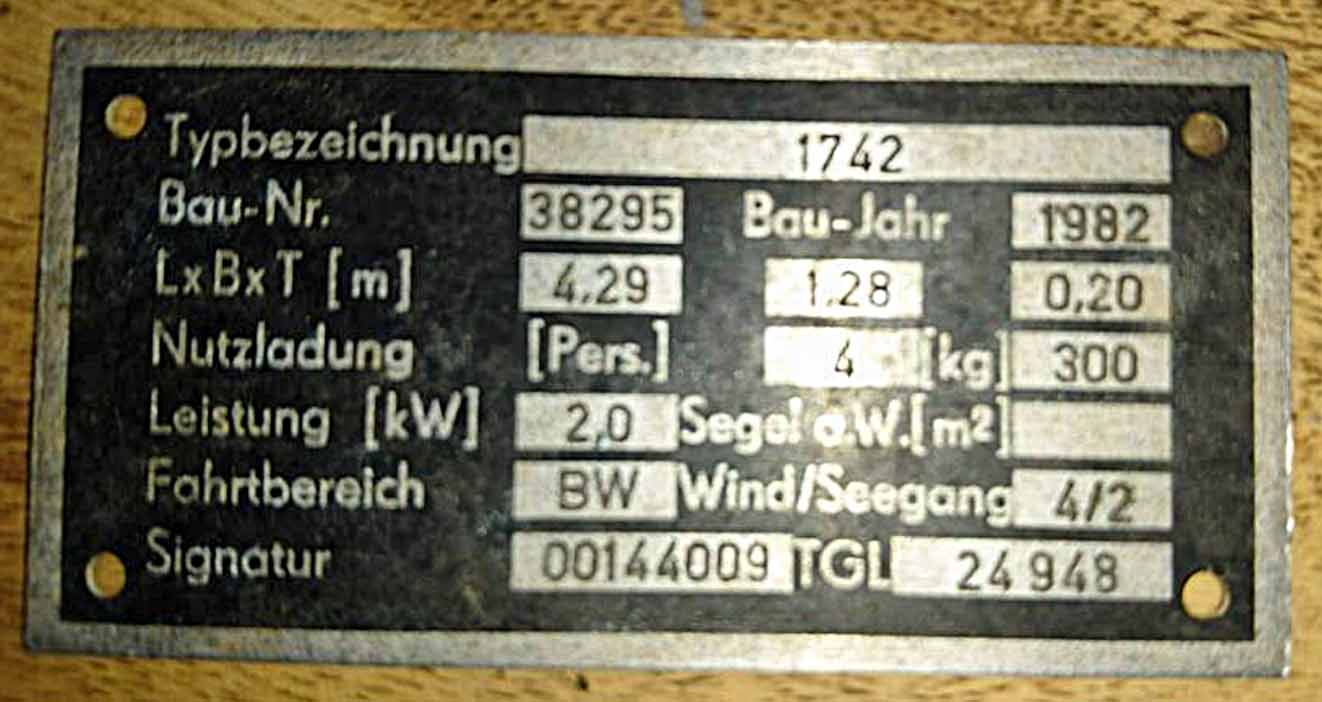 Typbezeichnung 1742
Bau-Nr. 38295 Bau-Jahr 1982
LxBxT [m] 4,29 1,28 0,20
Nutzladung [Pers.] 4 [kg] 300
Leistung [kW] 2,0 Segel a.W.[m2]
Fahrtbereich BW Wind/Seegang 4/2
Signatur 00144009 TGL 24 948